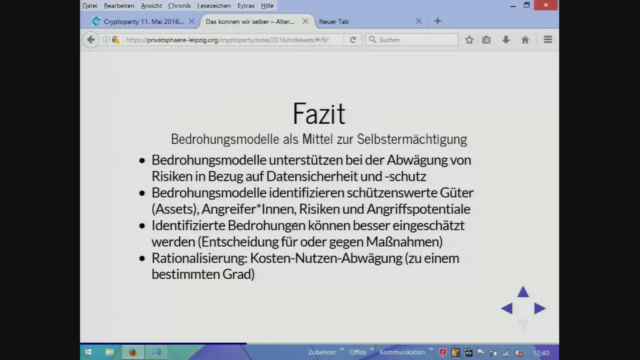 Datei Bearbeiten Ansicht Chronik Lesezeichen Extras Hilfe
Cryptoparty 11. Mai 2016... × Das können wir selber – Alter... × Neuer Tab × +
https://privatsphaere-leipzig.org/cryptoparty/sose/2016/indieweb/#/9/ Suchen
Fazit
Bedrohungsmodelle als Mittel zur Selbstermächtigung
• Bedrohungsmodelle unterstützen bei der Abwägung von
Risiken in Bezug auf Datensicherheit und -schutz
• Bedrohungsmodelle identifizieren schützenswerte Güter
(Assets), Angreifer*Innen, Risiken und Angriffspotentiale
• Identifizierte Bedrohungen können besser eingeschätzt
werden (Entscheidung für oder gegen Maßnahmen)
• Rationalisierung: Kosten-Nutzen-Abwägung (zu einem
bestimmten Grad)
Zubehoer Office Kommunikation 12:40